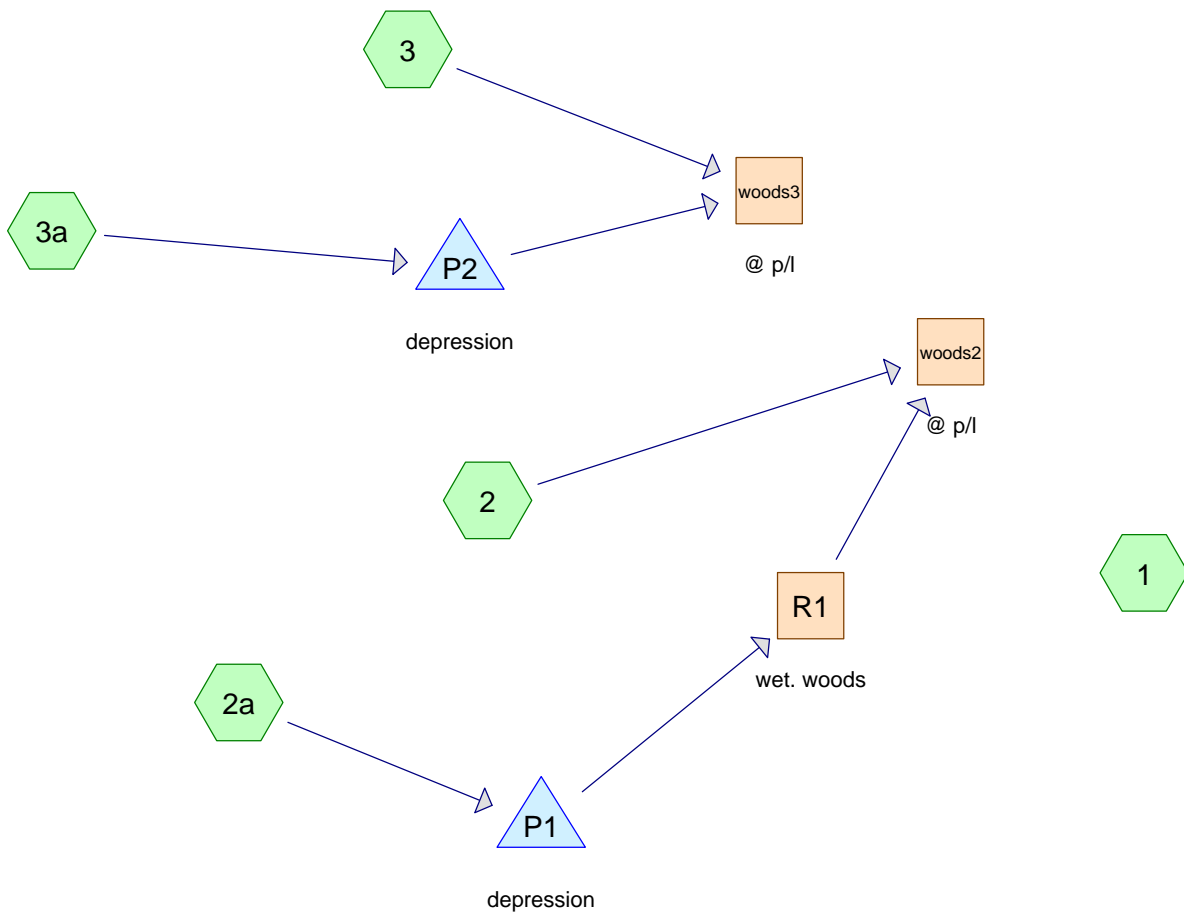 3
woods3
3a
P2
@ p/l
depression
woods2
@ p/l
2
1
R1
wet. woods
2a
P1
depression